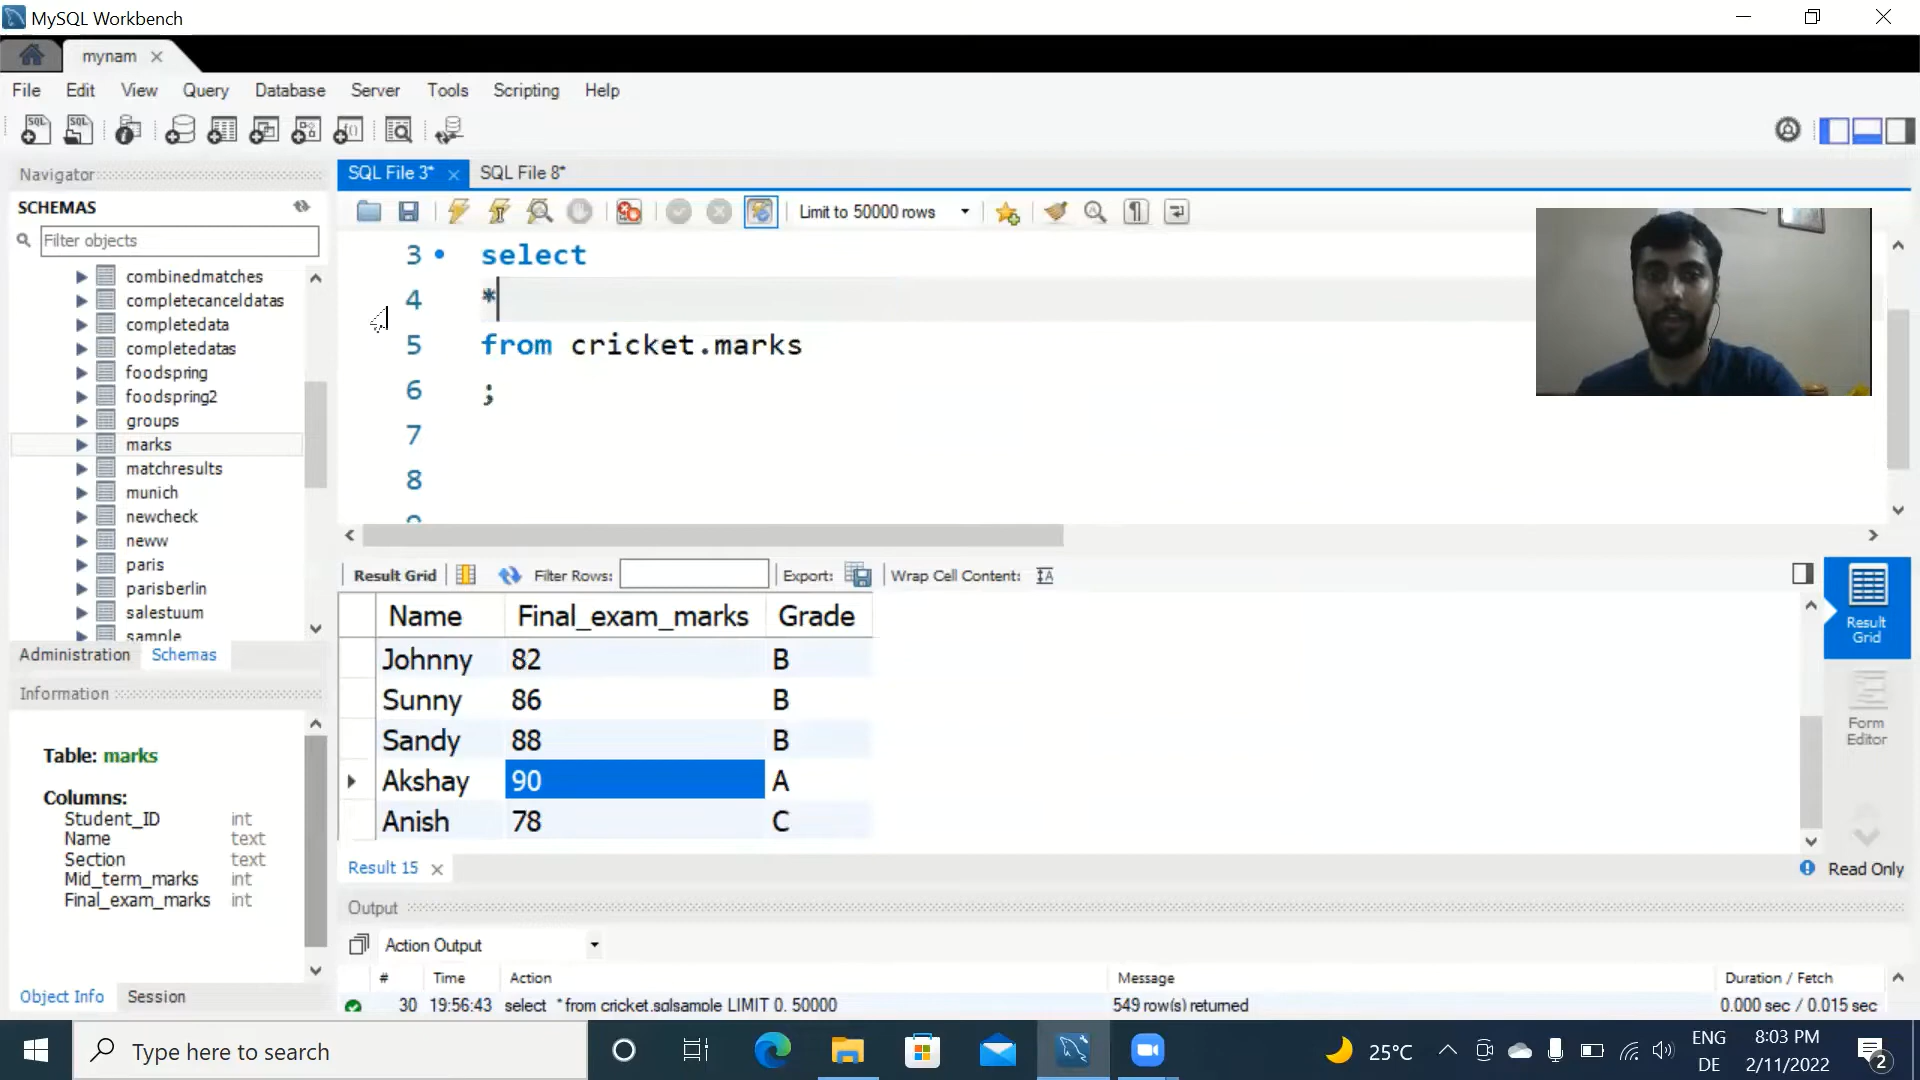 MySQL Workbench
mynam
File Edit View Query Database Server Tools Scripting Help
Navigator
SCHEMAS
Filter objects
combinedmatches
completecanceldatas
completedata
completedatas
foodspring
foodspring2
groups
marks
matchresults
munich
newcheck
neww
paris
parisberlin
salestuum
sample
Administration Schemas
Information
Table: marks
Columns:
Student_ID int
Name text
Section text
Mid_term_marks int
Final_exam_marks int
Object Info Session
SQL File 3* SQL File 8*
Limit to 50000 rows
3 select
4 *
5 from cricket.marks
6 ;
7
8
9
Result Grid Filter Rows: Export: Wrap Cell Content:
Name Final_exam_marks Grade
Johnny 82 B
Sunny 86 B
Sandy 88 B
Akshay 90 A
Anish 78 C
Result Grid
Form Editor
Result 15
Read Only
Output
Action Output
# Time Action Message Duration / Fetch
30 19:56:43 select * from cricket.sqlsample LIMIT 0, 50000 549 row(s) returned 0.000 sec / 0.015 sec
Type here to search
25°C
ENG
DE
8:03 PM
2/11/2022
2